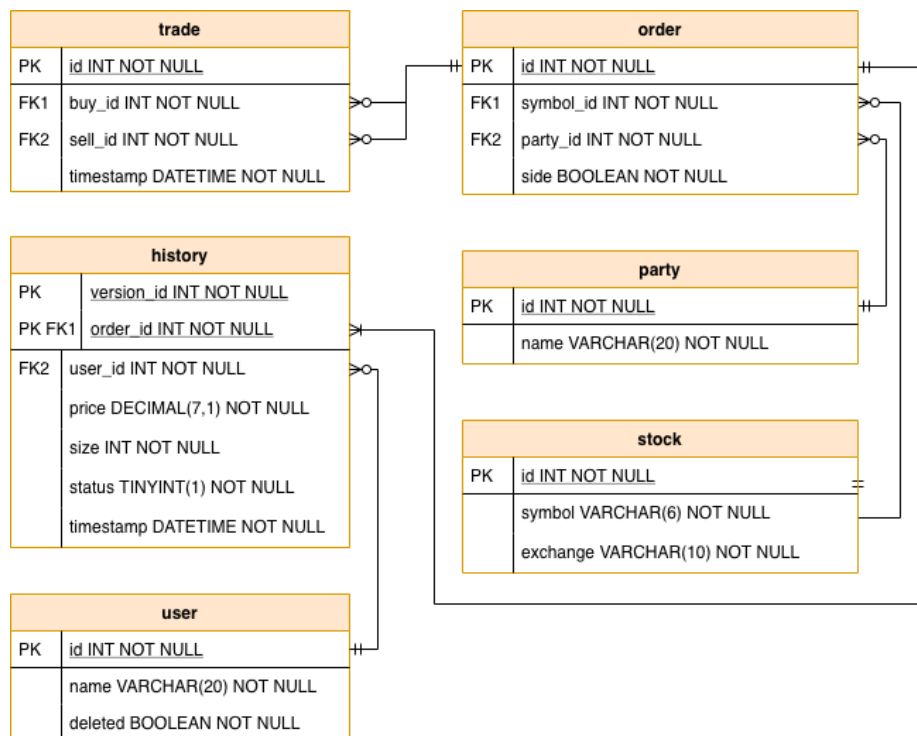 trade
PK id INT NOT NULL
FK1 buy_id INT NOT NULL
FK2 sell_id INT NOT NULL
timestamp DATETIME NOT NULL
order
PK id INT NOT NULL
FK1 symbol_id INT NOT NULL
FK2 party_id INT NOT NULL
side BOOLEAN NOT NULL
history
PK version_id INT NOT NULL
PK FK1 order_id INT NOT NULL
FK2 user_id INT NOT NULL
price DECIMAL(7,1) NOT NULL
size INT NOT NULL
status TINYINT(1) NOT NULL
timestamp DATETIME NOT NULL
party
PK id INT NOT NULL
name VARCHAR(20) NOT NULL
stock
PK id INT NOT NULL
symbol VARCHAR(6) NOT NULL
exchange VARCHAR(10) NOT NULL
user
PK id INT NOT NULL
name VARCHAR(20) NOT NULL
deleted BOOLEAN NOT NULL